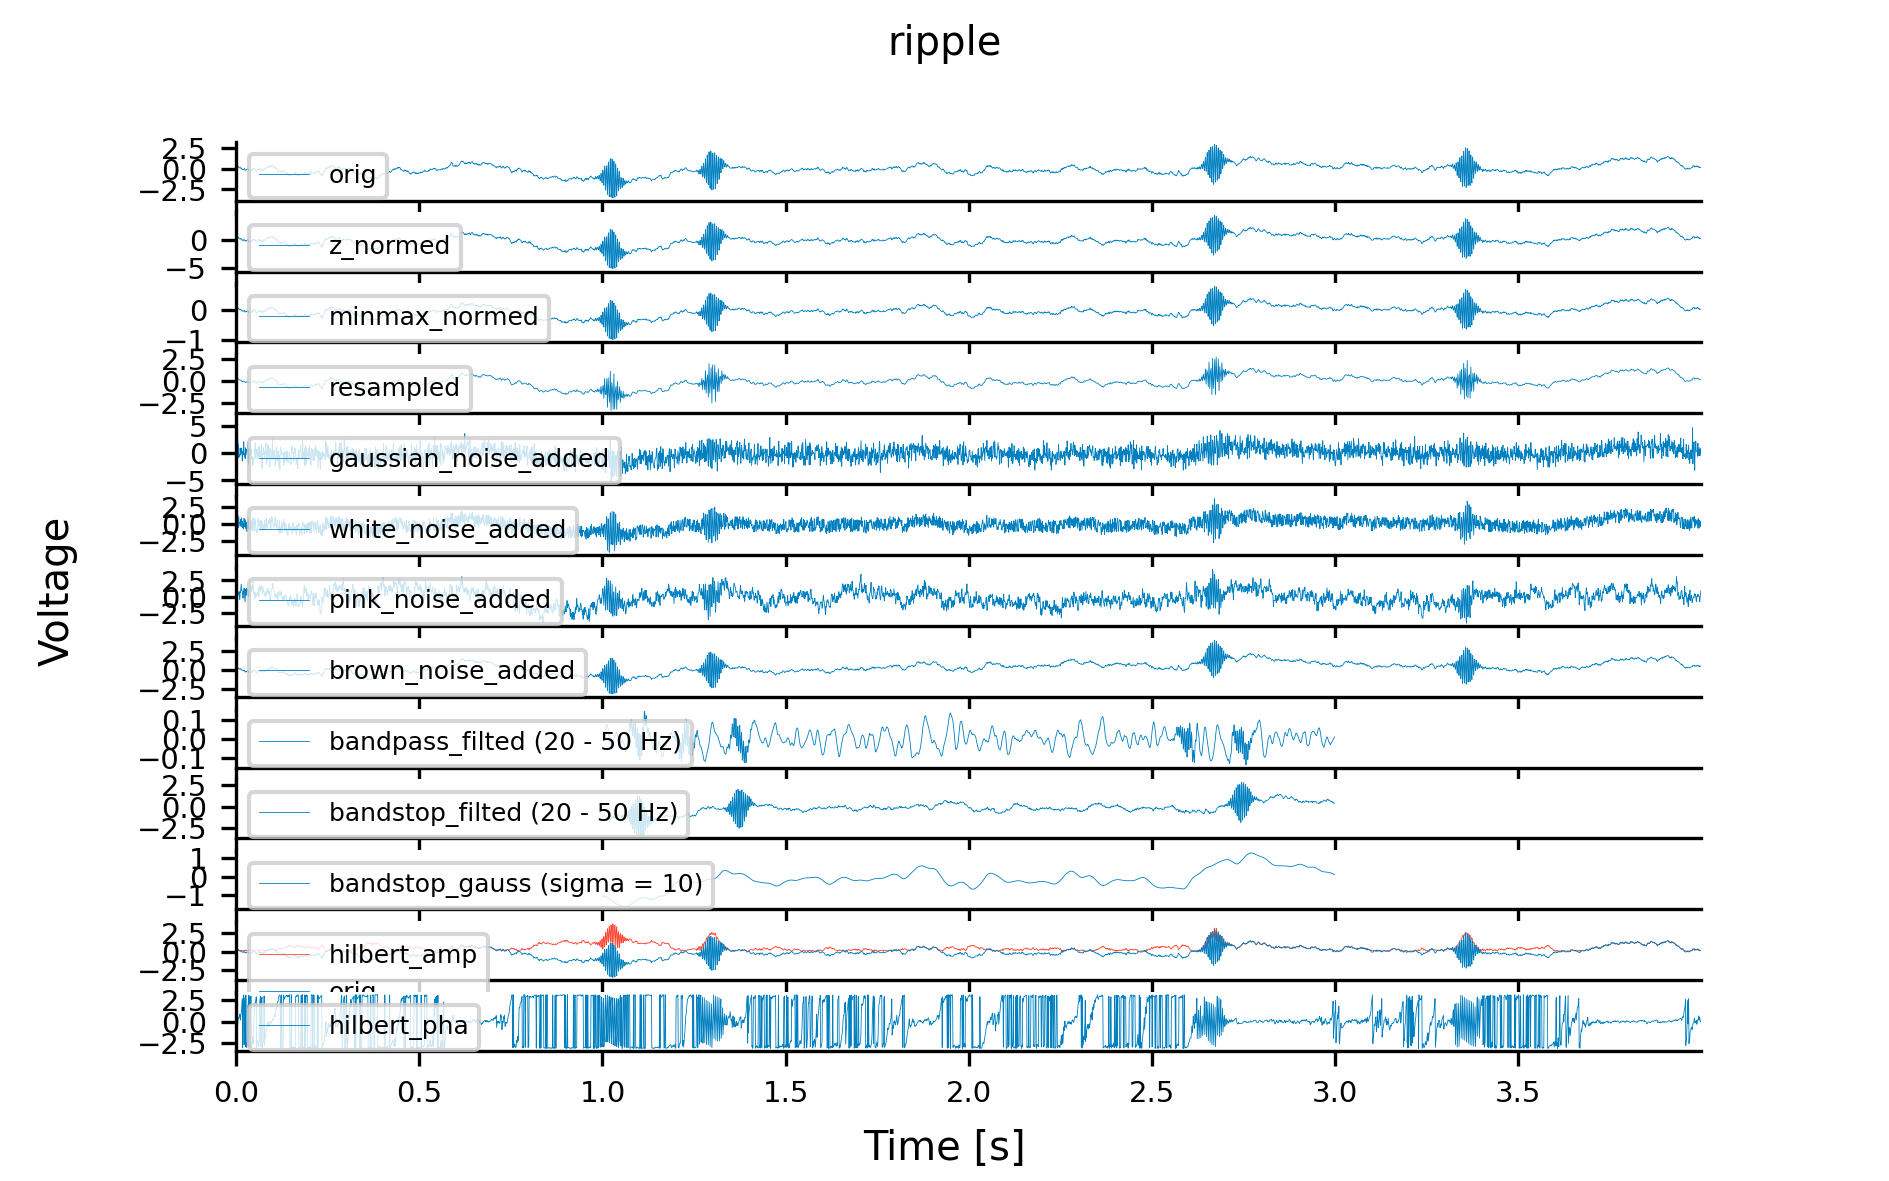 ripple
Voltage
2.5
0.0
−2.5
orig
0
−5
z_normed
0
−1
minmax_normed
2.5
0.0
−2.5
resampled
5
0
−5
gaussian_noise_added
2.5
0.0
−2.5
white_noise_added
2.5
0.0
−2.5
pink_noise_added
2.5
0.0
−2.5
brown_noise_added
0.1
0.0
−0.1
bandpass_filted (20 - 50 Hz)
2.5
0.0
−2.5
bandstop_filted (20 - 50 Hz)
1
0
−1
bandstop_gauss (sigma = 10)
2.5
0.0
−2.5
hilbert_amp
orig
2.5
0.0
−2.5
hilbert_pha
0.0 0.5 1.0 1.5 2.0 2.5 3.0 3.5
Time [s]